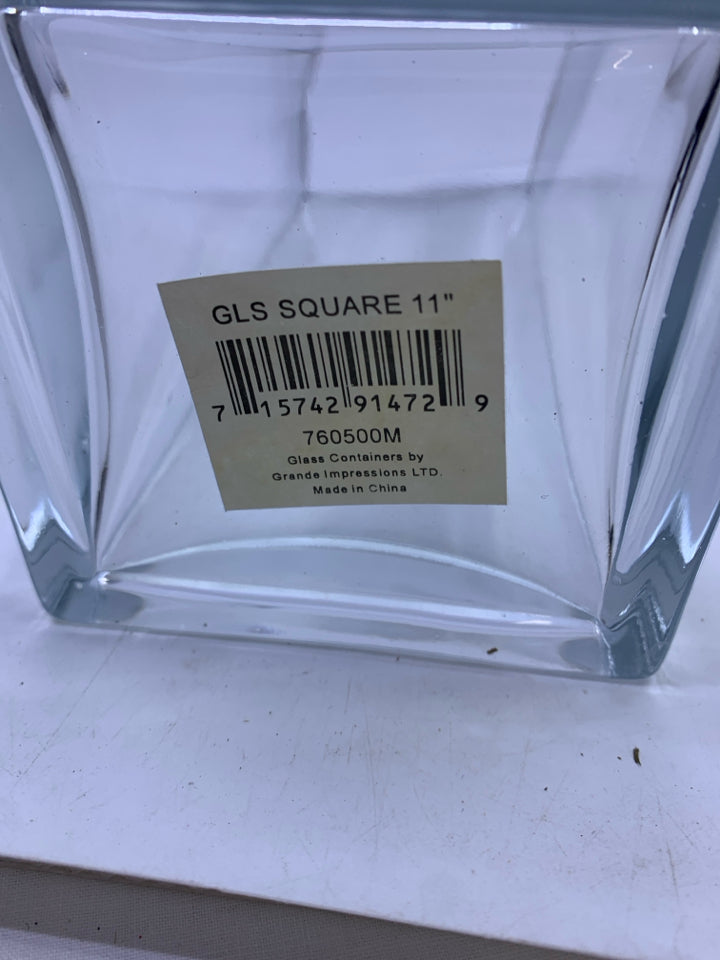 GLS SQUARE 11"
7 15742 91472 9
760500M
Glass Containers by
Grande Impressions LTD.
Made in China